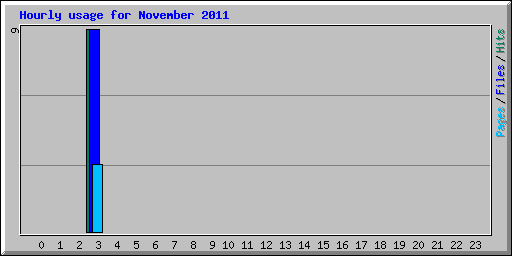 Hourly usage for November 2011
9
Pages/Files/Hits
0 1 2 3 4 5 6 7 8 9 10 11 12 13 14 15 16 17 18 19 20 21 22 23